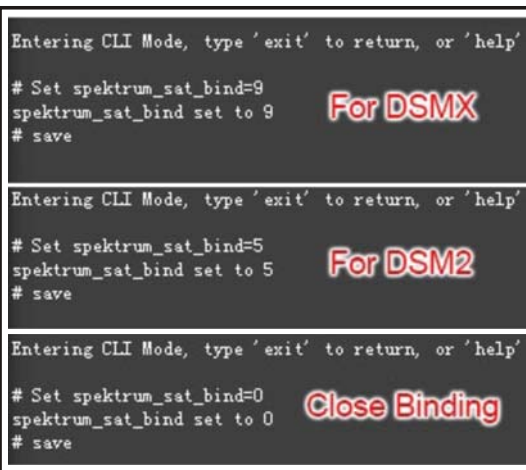 Entering CLI Mode, type 'exit' to return, or 'help'
# Set spektrum_sat_bind=9
spektrum_sat_bind set to 9
# save
For DSMX
Entering CLI Mode, type 'exit' to return, or 'help'
# Set spektrum_sat_bind=5
spektrum_sat_bind set to 5
# save
For DSM2
Entering CLI Mode, type 'exit' to return, or 'help'
# Set spektrum_sat_bind=0
spektrum_sat_bind set to 0
# save
Close Binding